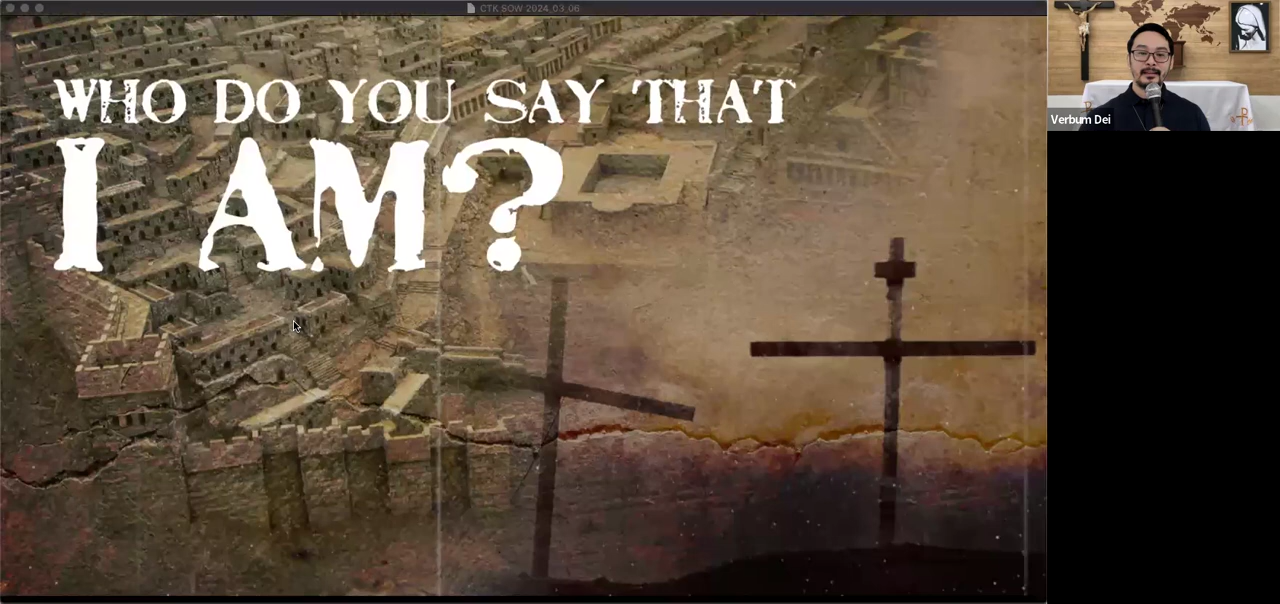 CTK SOW 2024_03_06
WHO DO YOU SAY THAT
I AM?
Verbum Dei